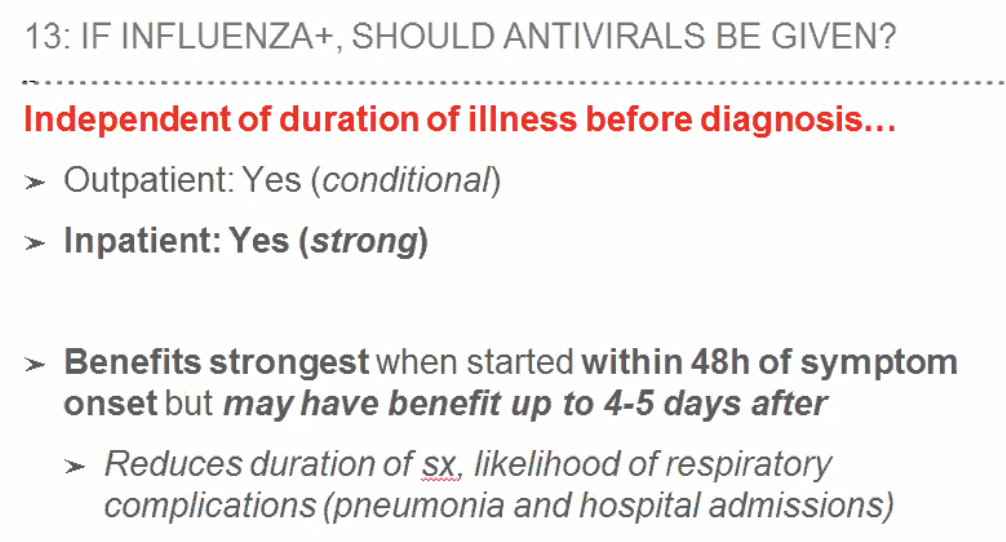 13: IF INFLUENZA+, SHOULD ANTIVIRALS BE GIVEN?
Independent of duration of illness before diagnosis...
➤ Outpatient: Yes (conditional)
➤ Inpatient: Yes (strong)
➤ Benefits strongest when started within 48h of symptom
onset but may have benefit up to 4-5 days after
➤ Reduces duration of sx, likelihood of respiratory
complications (pneumonia and hospital admissions)